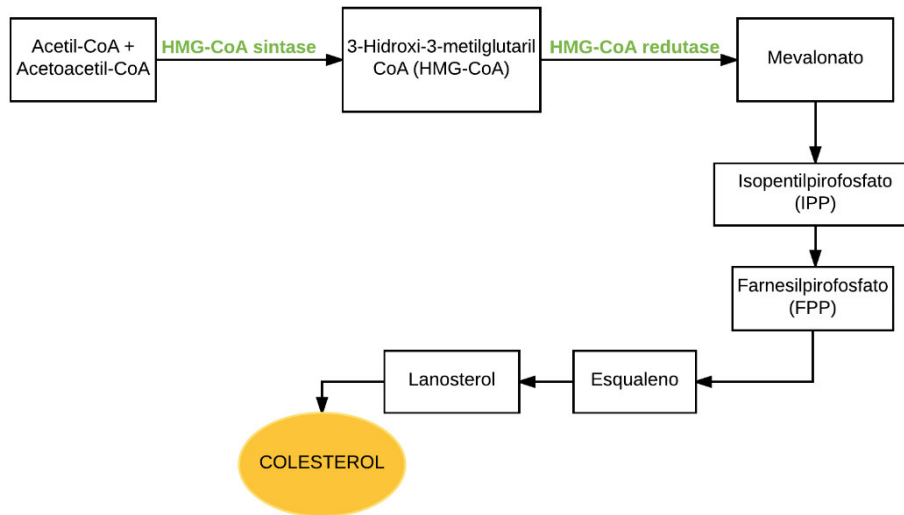 Acetil-CoA +
Acetoacetil-CoA
HMG-CoA sintase
3-Hidroxi-3-metilglutaril
CoA (HMG-CoA)
HMG-CoA redutase
Mevalonato
Isopentilpirofosfato
(IPP)
Farnesilpirofosfato
(FPP)
Esqualeno
Lanosterol
COLESTEROL